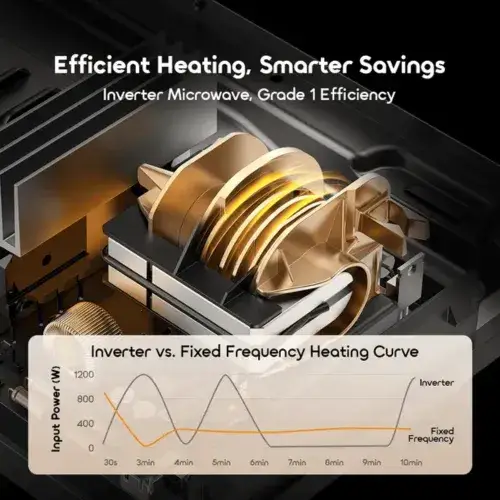 Efficient Heating, Smarter Savings
Inverter Microwave, Grade 1 Efficiency
Inverter vs. Fixed Frequency Heating Curve
Input Power (W)
1200
800
400
0
Inverter
Fixed
Frequency
30s 3min 4min 5min 6min 7min 8min 9min 10min